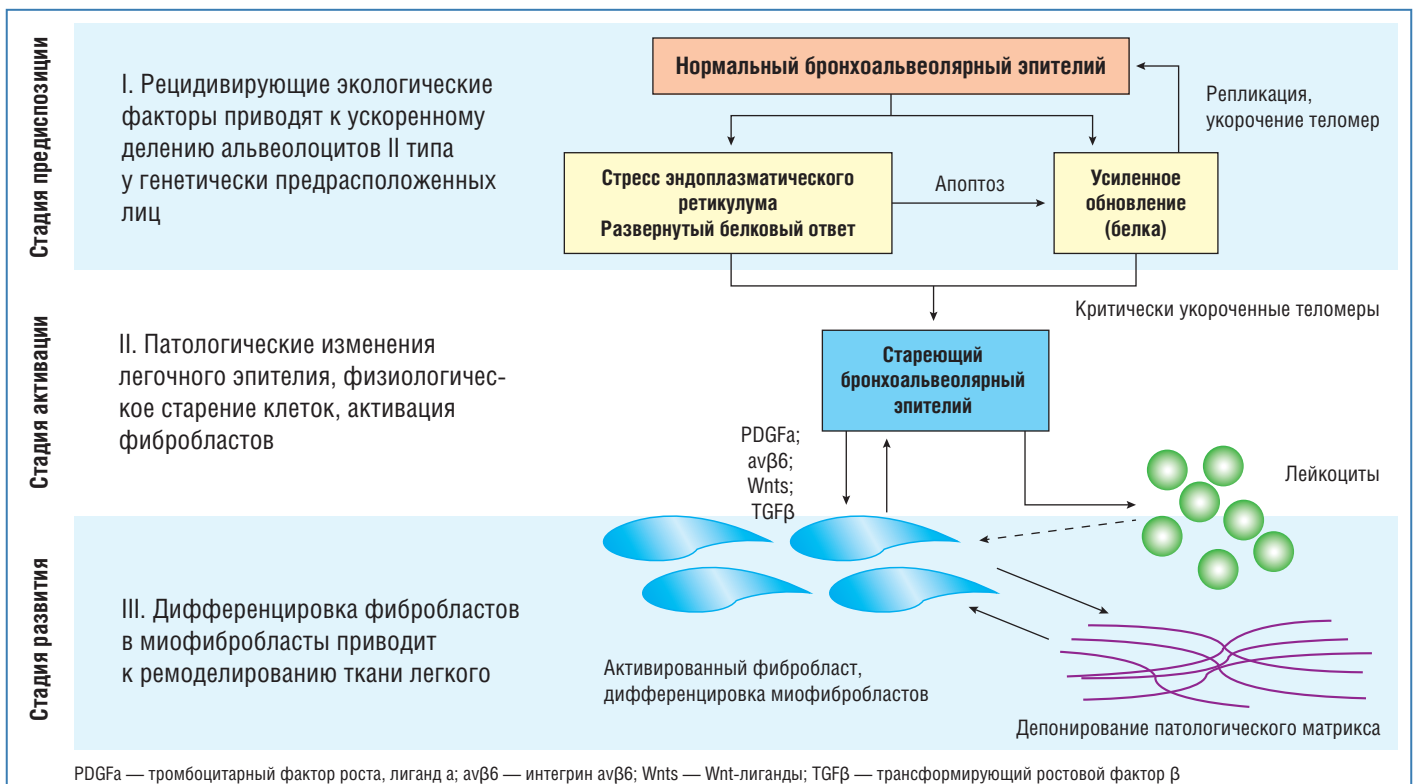 Стадия предиспозиции
I. Рецидивирующие экологические
факторы приводят к ускоренному
делению альвеолоцитов II типа
у генетически предрасположенных
лиц
Нормальный бронхоальвеолярный эпителий
Репликация,
укорочение теломер
Стресс эндоплазматического
ретикулума
Развернутый белковый ответ
Апоптоз
Усиленное
обновление
(белка)
Стадия активации
II. Патологические изменения
легочного эпителия, физиологичес-
кое старение клеток, активация
фибробластов
Критически укороченные теломеры
Стареющий
бронхоальвеолярный
эпителий
PDGFa;
avβ6;
Wnts;
TGFβ
Лейкоциты
Стадия развития
III. Дифференцировка фибробластов
в миофибробласты приводит
к ремоделированию ткани легкого
Активированный фибробласт,
дифференцировка миофибробластов
Депонирование патологического матрикса
PDGFa — тромбоцитарный фактор роста, лиганд a; avβ6 — интегрин avβ6; Wnts — Wnt-лиганды; TGFβ — трансформирующий ростовой фактор β